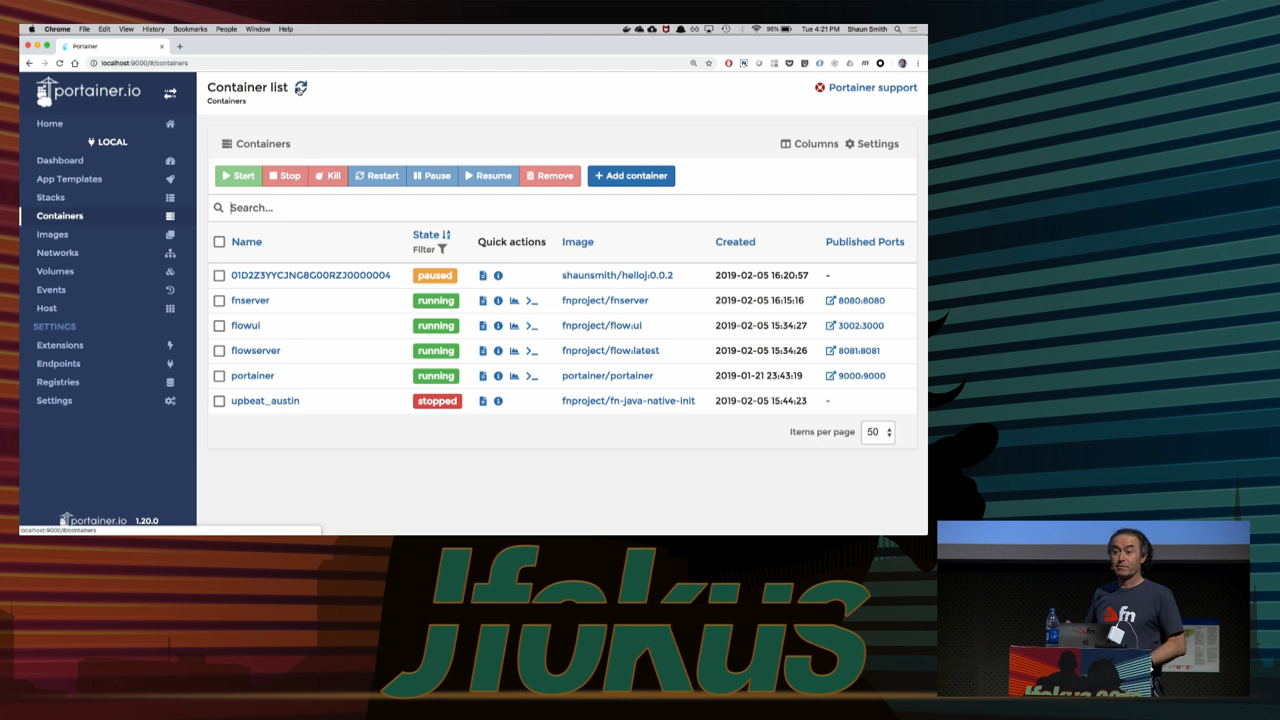 Chrome File Edit View History Bookmarks People Window Help
96% Tue 4:21 PM Shaun Smith
Portainer
localhost:9000/#/containers
portainer.io
Container list
Containers
Portainer support
Home
LOCAL
Dashboard
App Templates
Stacks
Containers
Images
Networks
Volumes
Events
Host
SETTINGS
Extensions
Endpoints
Registries
Settings
portainer.io 1.20.0
localhost:9000/#/containers
Containers
Columns Settings
Start Stop Kill Restart Pause Resume Remove + Add container
Search...
Name State Filter Quick actions Image Created Published Ports
01D2Z3YYCJNG8G00RZJ0000004 paused shaunsmith/helloj:0.0.2 2019-02-05 16:20:57 -
fnserver running >_ fnproject/fnserver 2019-02-05 16:15:16 8080:8080
flowui running >_ fnproject/flow:ui 2019-02-05 15:34:27 3002:3000
flowserver running >_ fnproject/flow:latest 2019-02-05 15:34:26 8081:8081
portainer running >_ portainer/portainer 2019-01-21 23:43:19 9000:9000
upbeat_austin stopped fnproject/fn-java-native-init 2019-02-05 15:44:23 -
Items per page 50
Jfokus
fn
fn
Jfokus